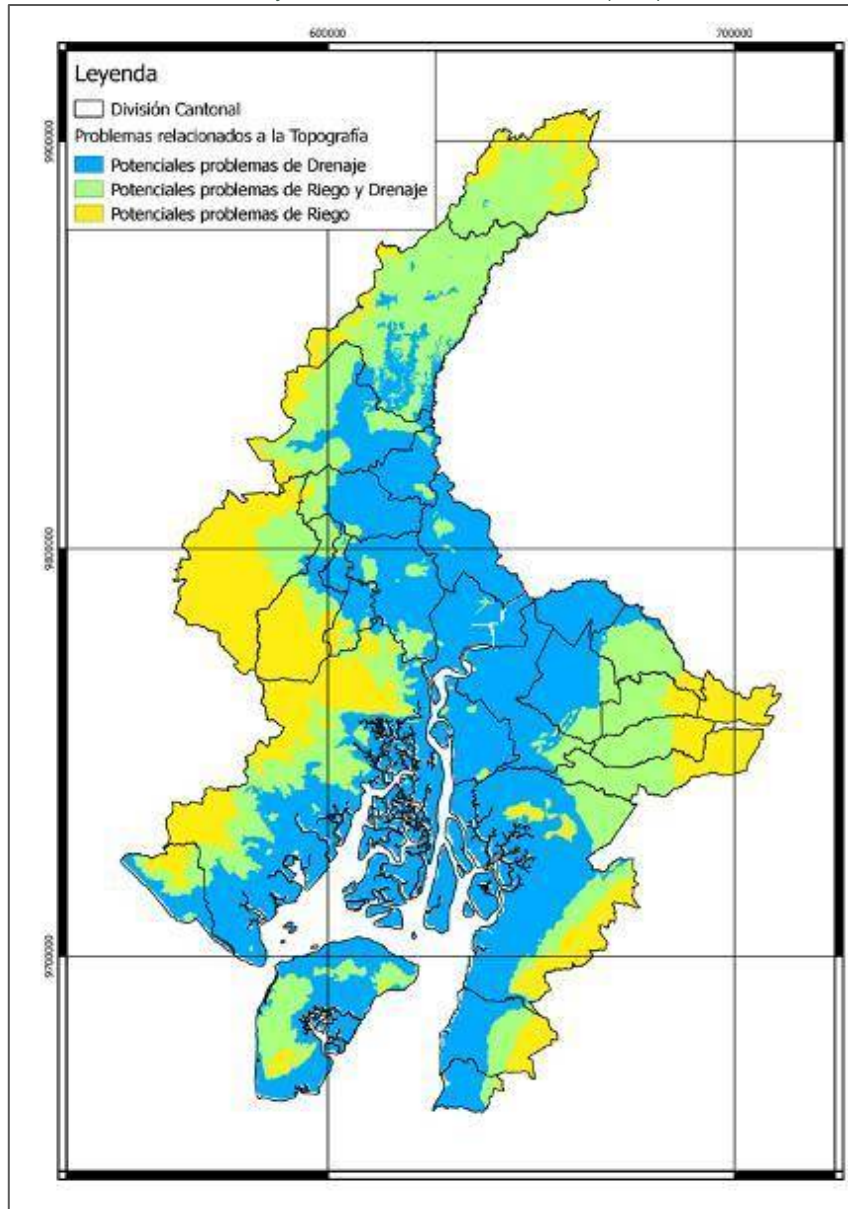 600000
700000
Leyenda
División Cantonal
Problemas relacionados a la Topografía
Potenciales problemas de Drenaje
Potenciales problemas de Riego y Drenaje
Potenciales problemas de Riego
9900000
9800000
9700000